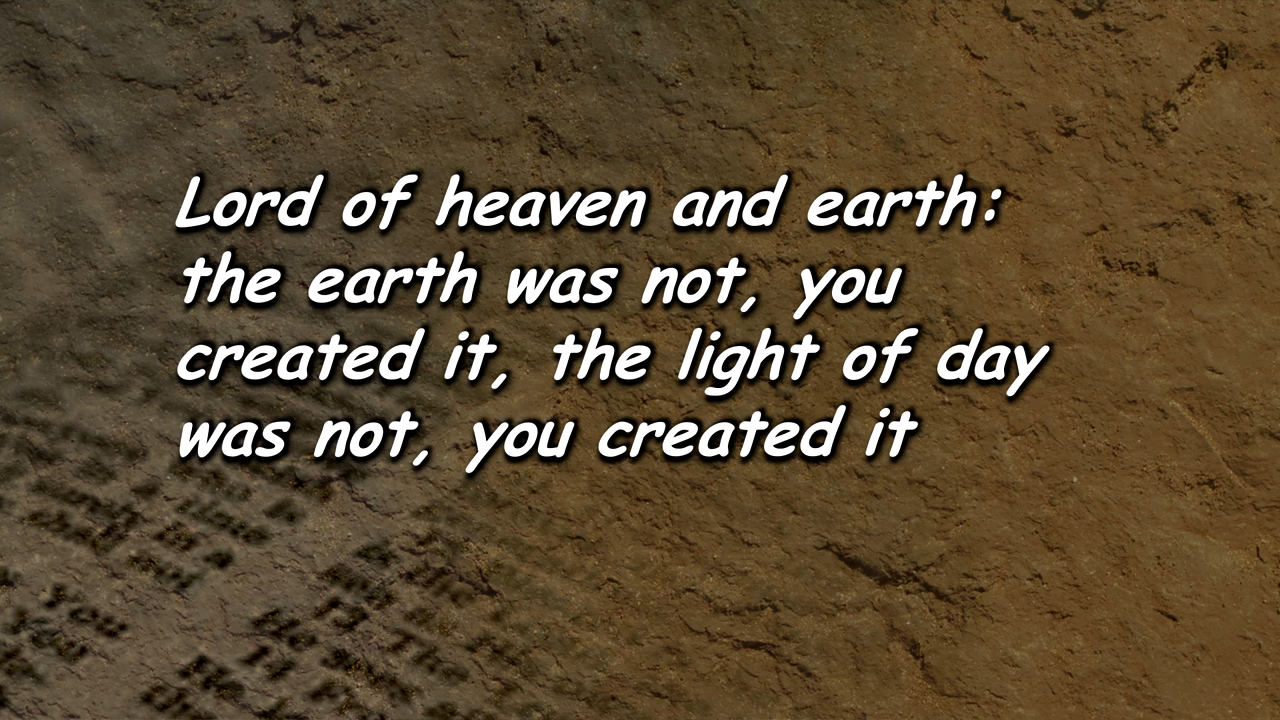 Lord of heaven and earth:
the earth was not, you
created it, the light of day
was not, you created it